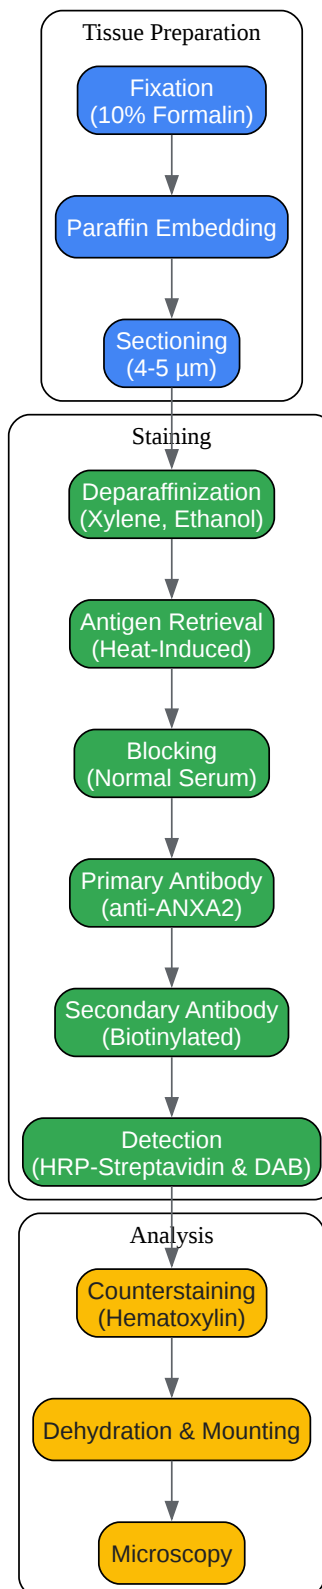 Tissue Preparation
Fixation
(10% Formalin)
Paraffin Embedding
Sectioning
(4-5 µm)
Staining
Deparaffinization
(Xylene, Ethanol)
Antigen Retrieval
(Heat-Induced)
Blocking
(Normal Serum)
Primary Antibody
(anti-ANXA2)
Secondary Antibody
(Biotinylated)
Detection
(HRP-Streptavidin & DAB)
Analysis
Counterstaining
(Hematoxylin)
Dehydration & Mounting
Microscopy